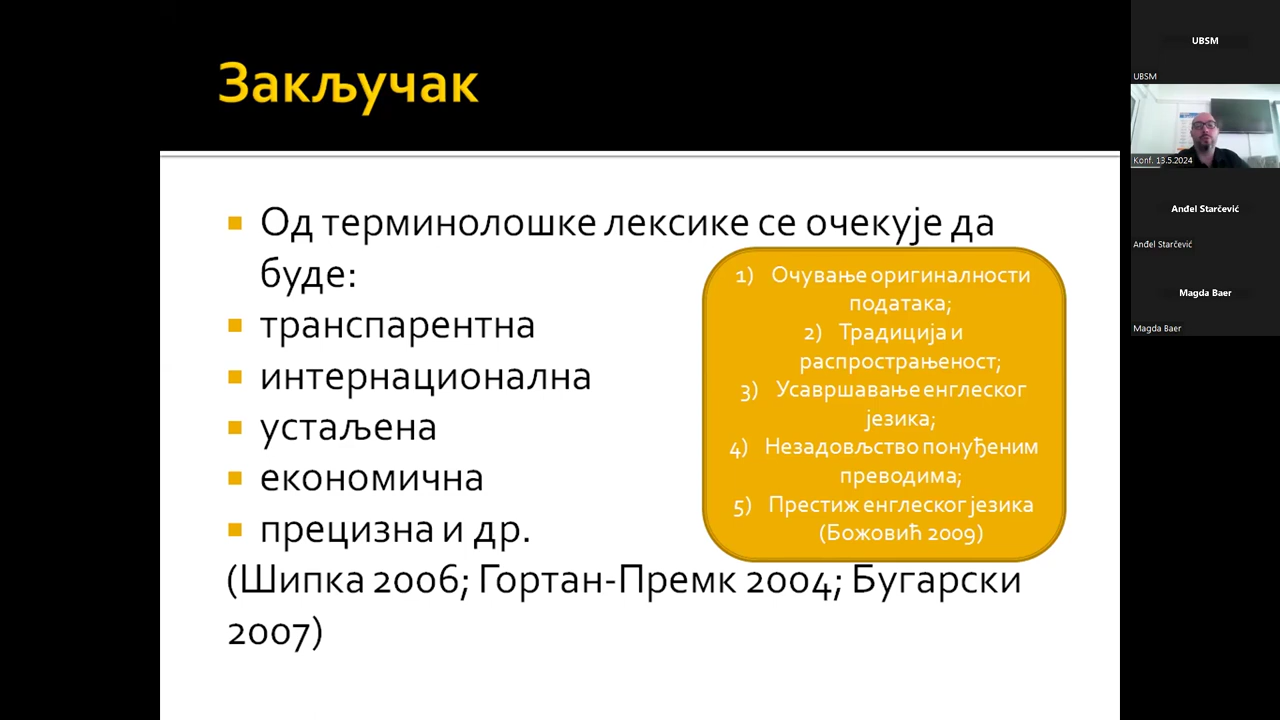 Закључак
Од терминолошке лексике се очекује да
буде:
транспарентна
интернационална
устаљена
економична
прецизна и др.
(Шипка 2006; Гортан-Премк 2004; Бугарски
2007)
1) Очување оригиналности
података;
2) Традиција и
распрострањеност;
3) Усавршавање енглеског
језика;
4) Незадовљство понуђеним
преводима;
5) Престиж енглеског језика
(Божовић 2009)
UBSM
UBSM
Konf. 13.5.2024
Anđel Starčević
Anđel Starčević
Magda Baer
Magda Baer